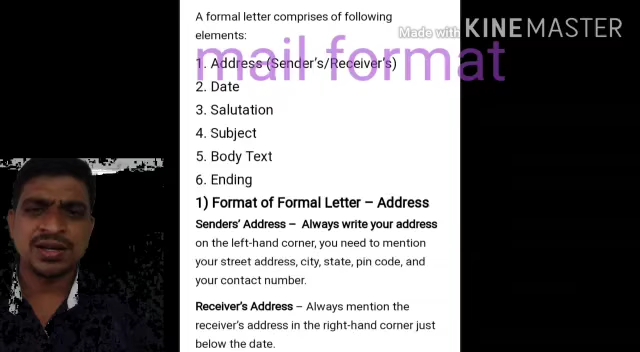 A formal letter comprises of following
elements:
Made with KINEMASTER
mail format
1. Address (Sender's/Receiver's)
2. Date
3. Salutation
4. Subject
5. Body Text
6. Ending
1) Format of Formal Letter – Address
Senders' Address – Always write your address
on the left-hand corner, you need to mention
your street address, city, state, pin code, and
your contact number.
Receiver's Address – Always mention the
receiver's address in the right-hand corner just
below the date.